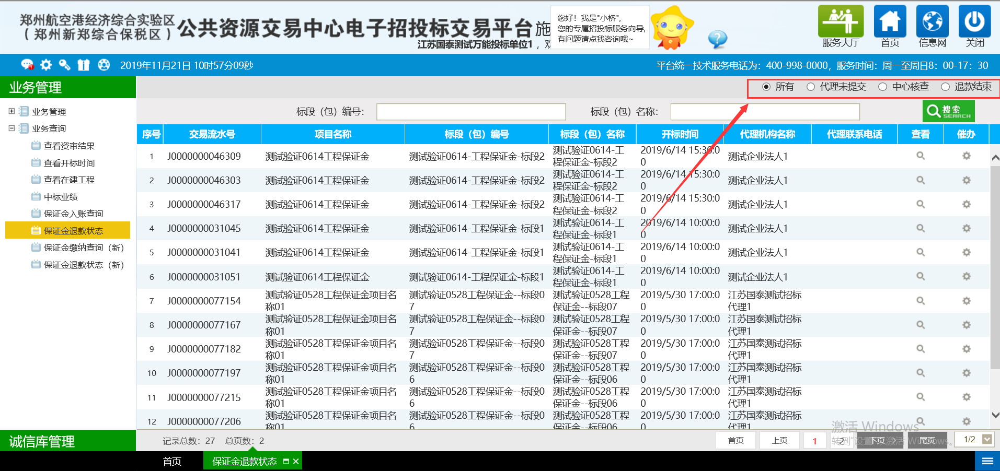 郑州航空港经济综合实验区
（郑州新郑综合保税区）
公共资源交易中心电子招投标交易平台
施
江苏国泰测试万能投标单位1，欢
您好！我是"小桥",
您的专属招投标服务向导,
有问题请点我咨询哦~
服务大厅
首页
信息网
关闭
2019年11月21日 10时57分09秒
平台统一技术服务电话为：400-998-0000，服务时间：周一至周日8：00-17：30
业务管理
业务管理
业务查询
查看资审结果
查看开标时间
查看在建工程
中标业绩
保证金入账查询
保证金退款状态
保证金缴纳查询（新）
保证金退款状态（新）
诚信库管理
所有 代理未提交 中心核查 退款结束
标段（包）编号：
标段（包）名称：
搜索
SEARCH
序号 交易流水号 项目名称 标段（包）编号 标段（包）名称 开标时间 代理机构名称 代理联系电话 查看 催办
1 J0000000046309 测试验证0614工程保证金 测试验证0614-工程保证金-标段2 测试验证0614-工程保证金-标段2 2019/6/14 15:30:00 测试企业法人1
2 J0000000046303 测试验证0614工程保证金 测试验证0614-工程保证金-标段2 测试验证0614-工程保证金-标段2 2019/6/14 15:30:00 测试企业法人1
3 J0000000046317 测试验证0614工程保证金 测试验证0614-工程保证金-标段2 测试验证0614-工程保证金-标段2 2019/6/14 15:30:00 测试企业法人1
4 J0000000031045 测试验证0614工程保证金 测试验证0614-工程保证金-标段1 测试验证0614-工程保证金-标段1 2019/6/14 10:00:00 测试企业法人1
5 J0000000031041 测试验证0614工程保证金 测试验证0614-工程保证金-标段1 测试验证0614-工程保证金-标段1 2019/6/14 10:00:00 测试企业法人1
6 J0000000031051 测试验证0614工程保证金 测试验证0614-工程保证金-标段1 测试验证0614-工程保证金-标段1 2019/6/14 10:00:00 测试企业法人1
7 J0000000077154 测试验证0528工程保证金项目名称01 测试验证0528工程保证金--标段07 测试验证0528工程保证金--标段07 2019/5/30 17:00:00 江苏国泰测试招标代理1
8 J0000000077167 测试验证0528工程保证金项目名称01 测试验证0528工程保证金--标段07 测试验证0528工程保证金--标段07 2019/5/30 17:00:00 江苏国泰测试招标代理1
9 J0000000077182 测试验证0528工程保证金项目名称01 测试验证0528工程保证金--标段07 测试验证0528工程保证金--标段07 2019/5/30 17:00:00 江苏国泰测试招标代理1
10 J0000000077197 测试验证0528工程保证金项目名称01 测试验证0528工程保证金--标段06 测试验证0528工程保证金--标段06 2019/5/30 17:00:00 江苏国泰测试招标代理1
11 J0000000077215 测试验证0528工程保证金项目名称01 测试验证0528工程保证金--标段06 测试验证0528工程保证金--标段06 2019/5/30 17:00:00 江苏国泰测试招标代理1
12 J0000000077206 测试验证0528工程保证金项目名称01 测试验证0528工程保证金--标段06 测试验证0528工程保证金--标段06 2019/5/30 17:00:00 江苏国泰测试招标代理1
激活 Windows
转到"设置"以激活 Windows。
记录总数：27 总页数：2
首页 上页 1 2 下页 尾页 1/2
首页 保证金退款状态